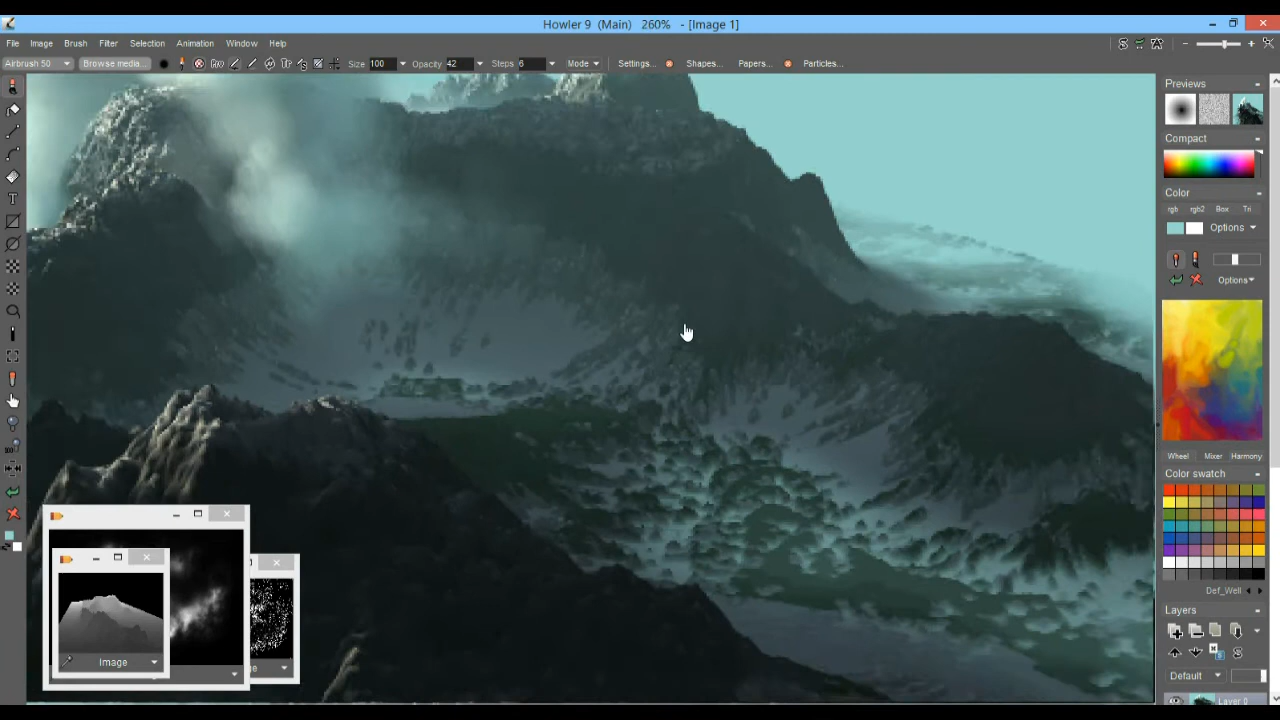 Howler 9 (Main) 260% - [Image 1]
File Image Brush Filter Selection Animation Window Help
Airbrush 50 Browse media... Size 100 Opacity 42 Steps 6 Mode Settings... Shapes... Papers... Particles...
Previews
Compact
Color
rgb rgb2 Box Tri
Options
Options
Wheel Mixer Harmony
Color swatch
Def_Well
Layers
Default
Layer 0
Image